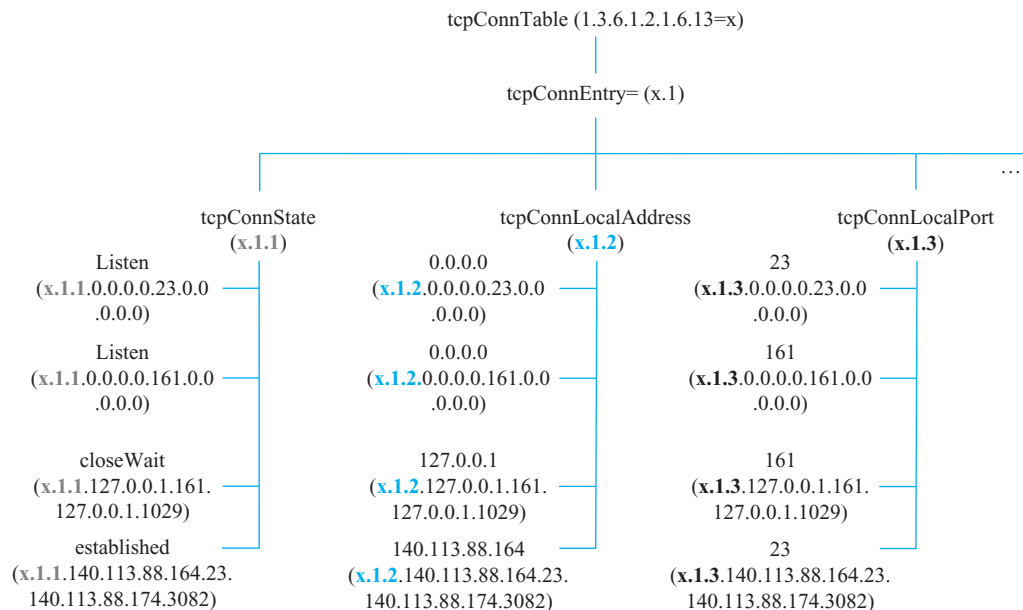 tcpConnTable (1.3.6.1.2.1.6.13=x)
tcpConnEntry= (x.1)
…
tcpConnState
(x.1.1)
Listen
(x.1.1.0.0.0.0.23.0.0
.0.0.0)
Listen
(x.1.1.0.0.0.0.161.0.0
.0.0.0)
closeWait
(x.1.1.127.0.0.1.161.
127.0.0.1.1029)
established
(x.1.1.140.113.88.164.23.
140.113.88.174.3082)
tcpConnLocalAddress
(x.1.2)
0.0.0.0
(x.1.2.0.0.0.0.23.0.0
.0.0.0)
0.0.0.0
(x.1.2.0.0.0.0.161.0.0
.0.0.0)
127.0.0.1
(x.1.2.127.0.0.1.161.
127.0.0.1.1029)
140.113.88.164
(x.1.2.140.113.88.164.23.
140.113.88.174.3082)
tcpConnLocalPort
(x.1.3)
23
(x.1.3.0.0.0.0.23.0.0
.0.0.0)
161
(x.1.3.0.0.0.0.161.0.0
.0.0.0)
161
(x.1.3.127.0.0.1.161.
127.0.0.1.1029)
23
(x.1.3.140.113.88.164.23.
140.113.88.174.3082)